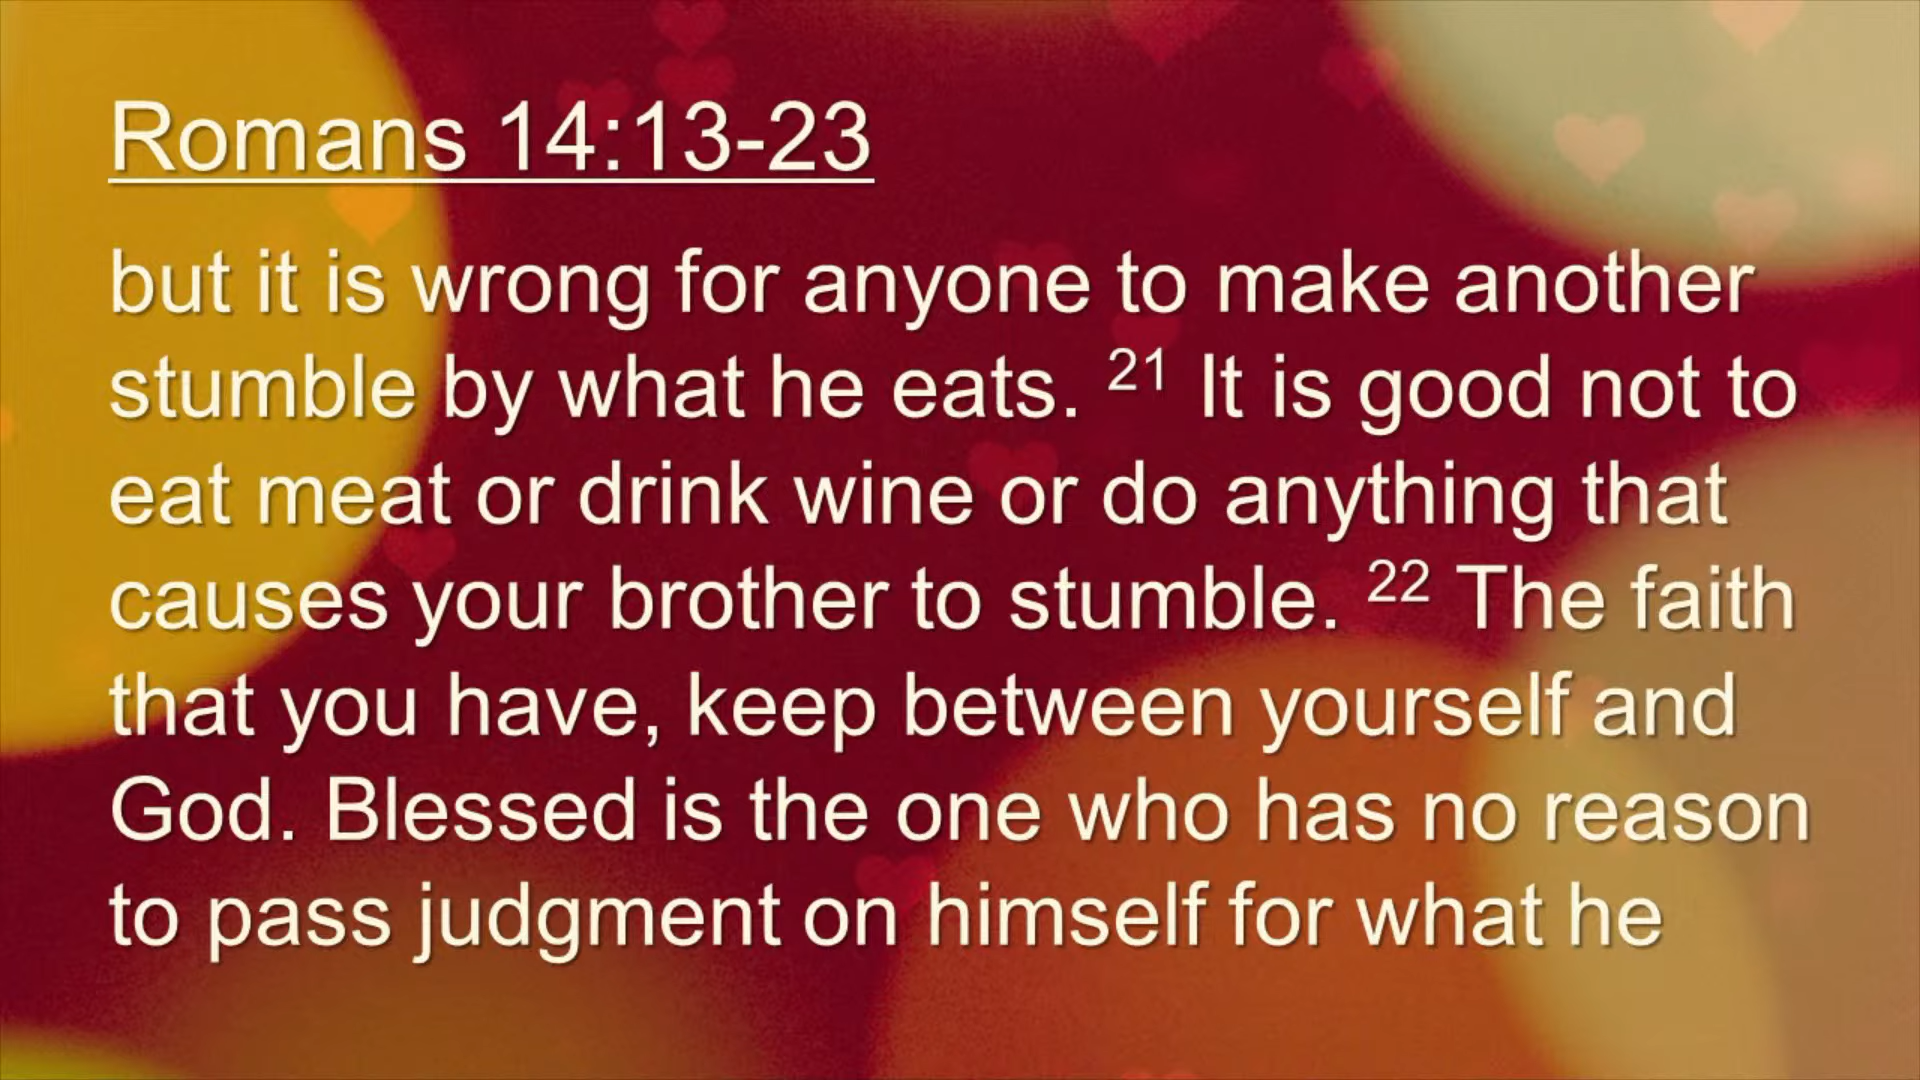 Romans 14:13-23
but it is wrong for anyone to make another
stumble by what he eats. 21 It is good not to
eat meat or drink wine or do anything that
causes your brother to stumble. 22 The faith
that you have, keep between yourself and
God. Blessed is the one who has no reason
to pass judgment on himself for what he